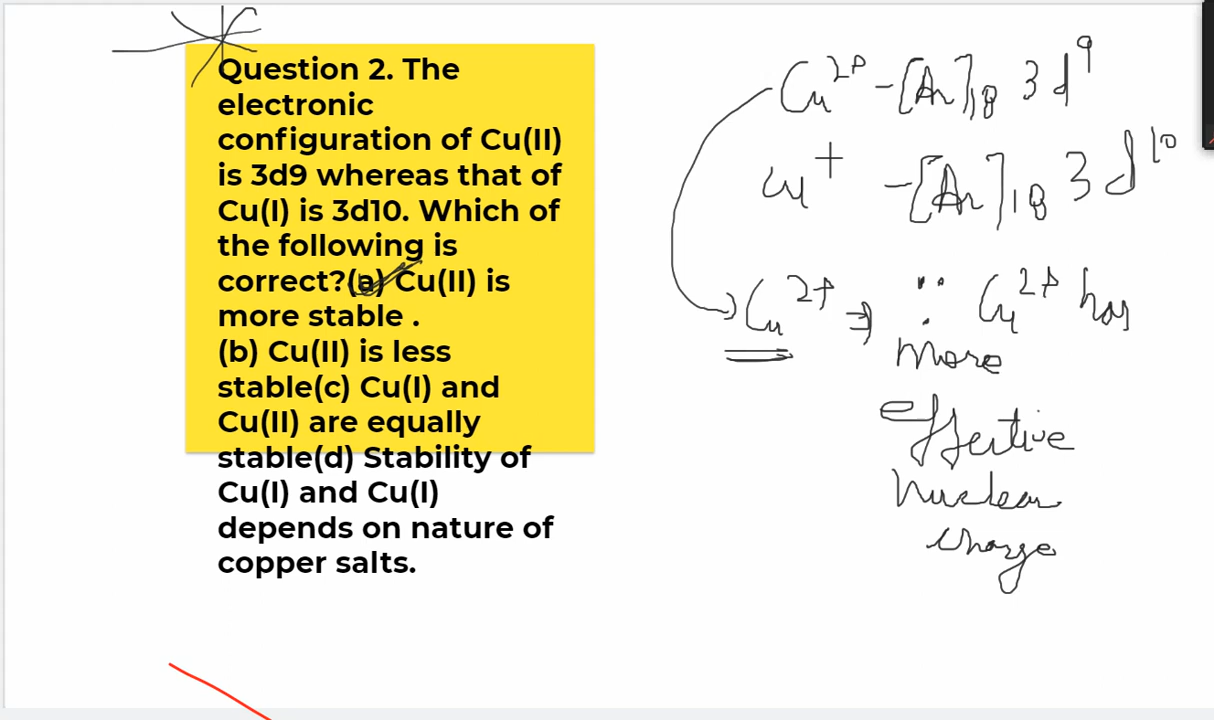 Question 2. The
electronic
configuration of Cu(II)
is 3d9 whereas that of
Cu(I) is 3d10. Which of
the following is
correct?(a) Cu(II) is
more stable .
(b) Cu(II) is less
stable(c) Cu(I) and
Cu(II) are equally
stable(d) Stability of
Cu(I) and Cu(I)
depends on nature of
copper salts.
Cu²⁺ - [Ar]₁₈ 3d⁹
Cu⁺ - [Ar]₁₈ 3d¹⁰
Cu²⁺ ⇒ ∵ Cu²⁺ has
more
effective
nuclear
charge